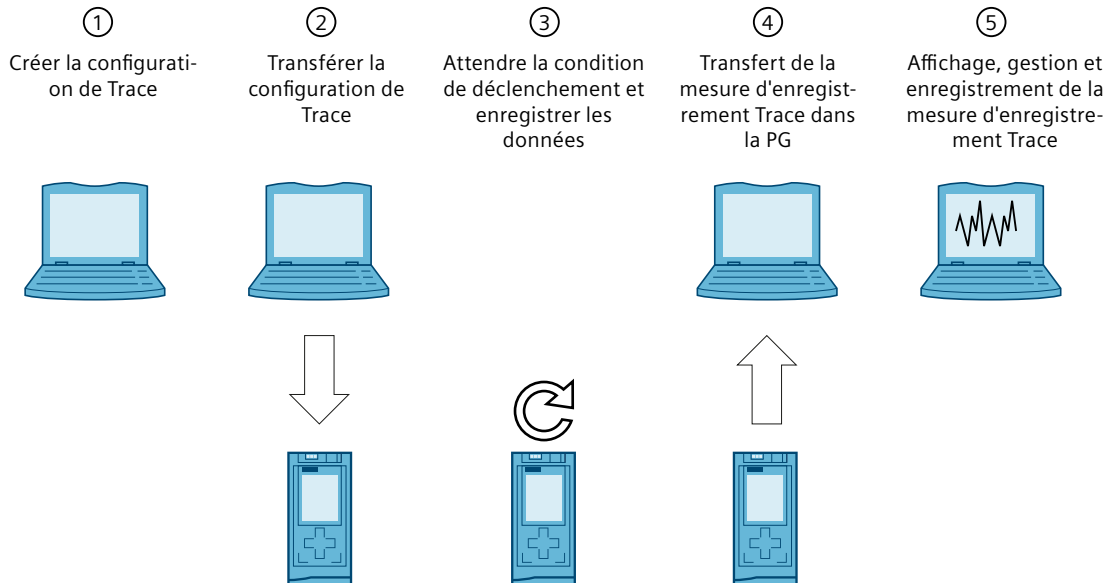 ①
Créer la configurati-
on de Trace
②
Transférer la
configuration de
Trace
③
Attendre la condition
de déclenchement et
enregistrer les
données
④
Transfert de la
mesure d'enregist-
rement Trace dans
la PG
⑤
Affichage, gestion et
enregistrement de la
mesure d'enregistre-
ment Trace